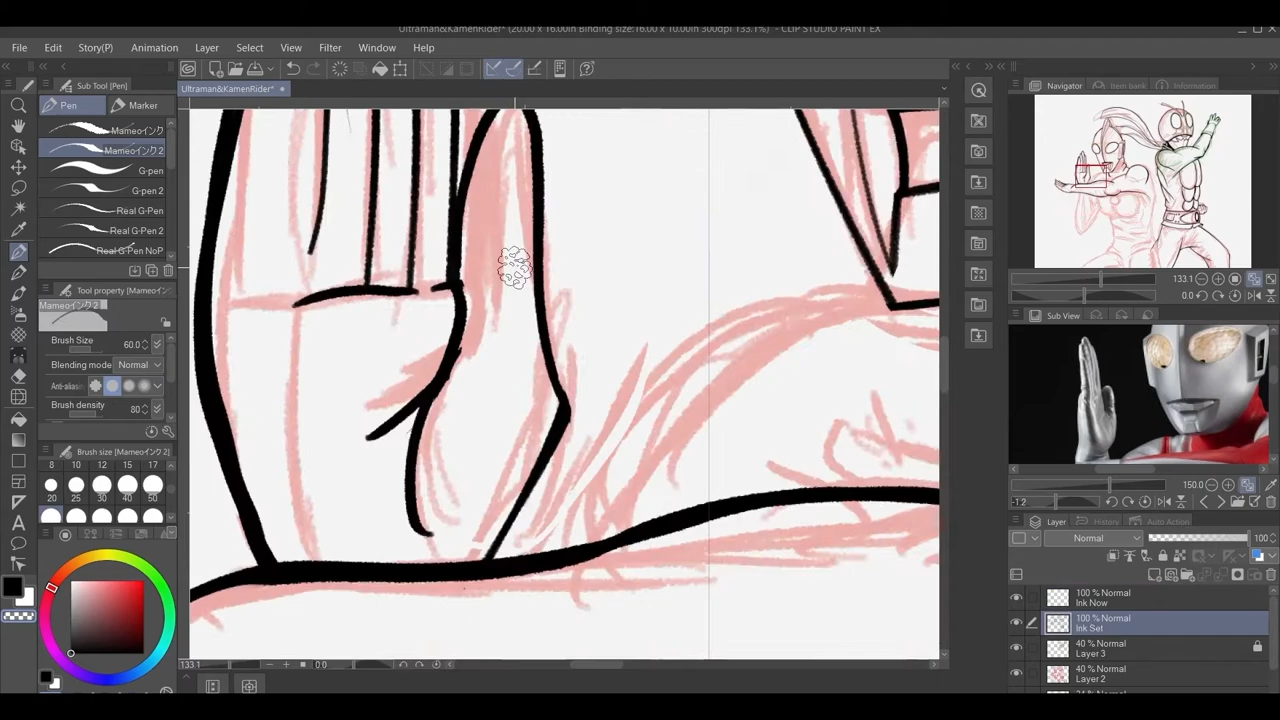 Ultraman&KamenRider* (20.00 x 16.00in Binding size:16.00 x 10.00in 300dpi 133.1%) - CLIP STUDIO PAINT EX
File Edit Story(P) Animation Layer Select View Filter Window Help
Sub Tool [Pen]
Ultraman&KamenRider*
Navigator Item bank Information
Pen Marker
Mameoインク
Mameoインク2
G-pen
G-pen 2
Real G-Pen
Real G-Pen 2
Real G-Pen NoP
Tool property [Mameoインク
Mameoインク2
Brush Size 60.0
Blending mode Normal
Anti-aliasi
Brush density 80
Brush size [Mameoインク2]
8 10 12 15 17
20 25 30 40 50
133.1 0.0
133.1
0.0
Sub View
150.0
-1.2
Layer History Auto Action
Normal 100
100 % Normal
Ink Now
100 % Normal
Ink Set
40 % Normal
Layer 3
40 % Normal
Layer 2